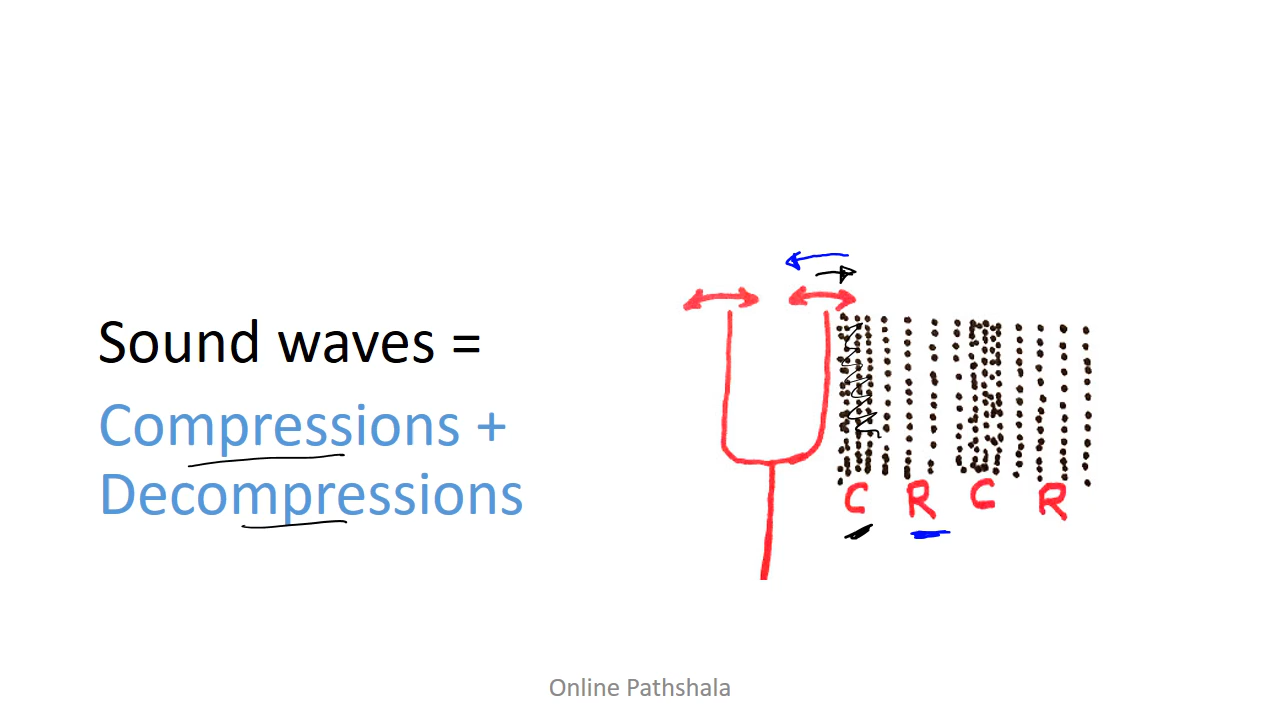 Sound waves =
Compressions +
Decompressions
C R C R
Online Pathshala